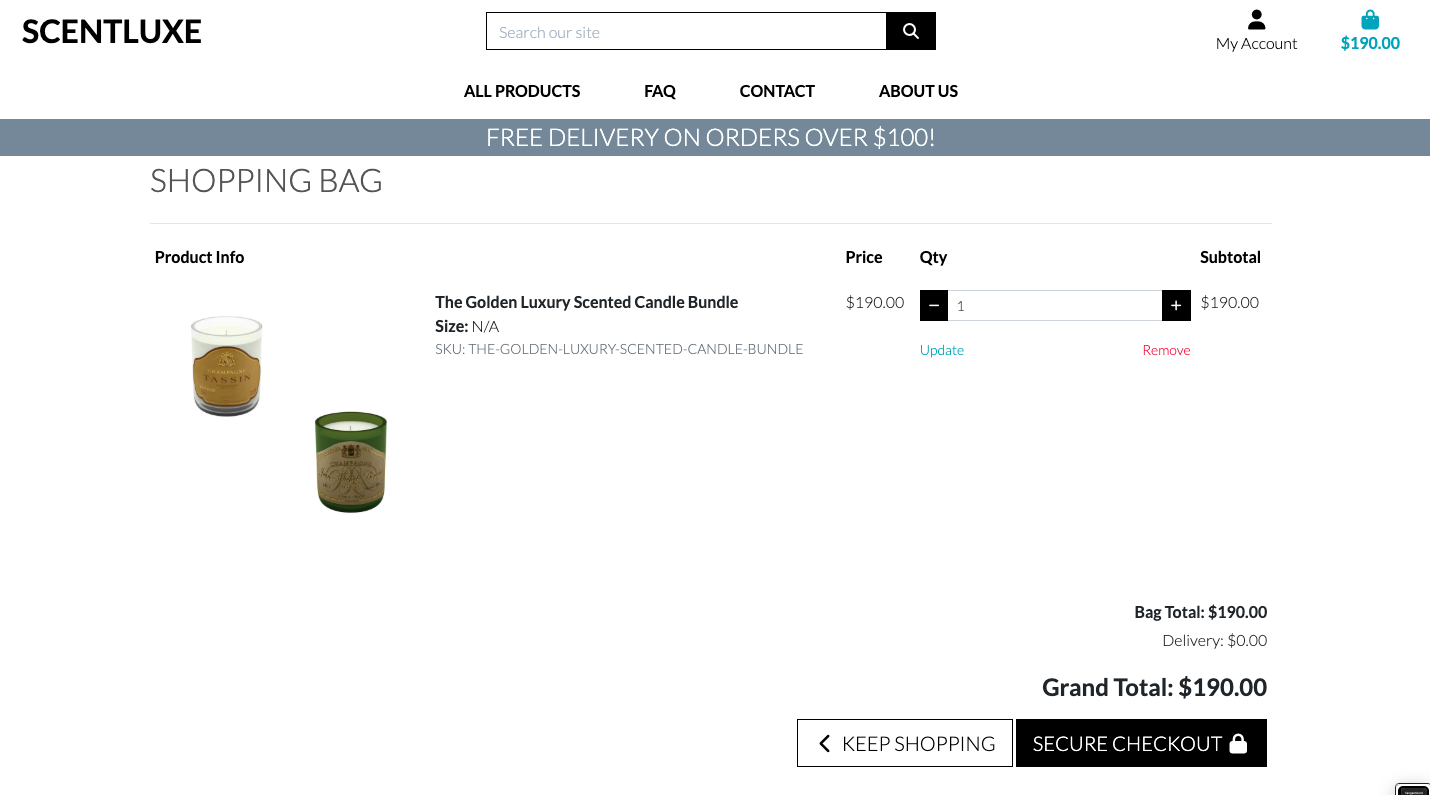 SCENTLUXE
Search our site
My Account
$190.00
ALL PRODUCTS FAQ CONTACT ABOUT US
FREE DELIVERY ON ORDERS OVER $100!
SHOPPING BAG
Product Info Price Qty Subtotal
The Golden Luxury Scented Candle Bundle $190.00 1 $190.00
Size: N/A
SKU: THE-GOLDEN-LUXURY-SCENTED-CANDLE-BUNDLE
Update Remove
CHAMPAGNE
TASSIN
CHAMPAGNE
Bag Total: $190.00
Delivery: $0.00
Grand Total: $190.00
KEEP SHOPPING SECURE CHECKOUT